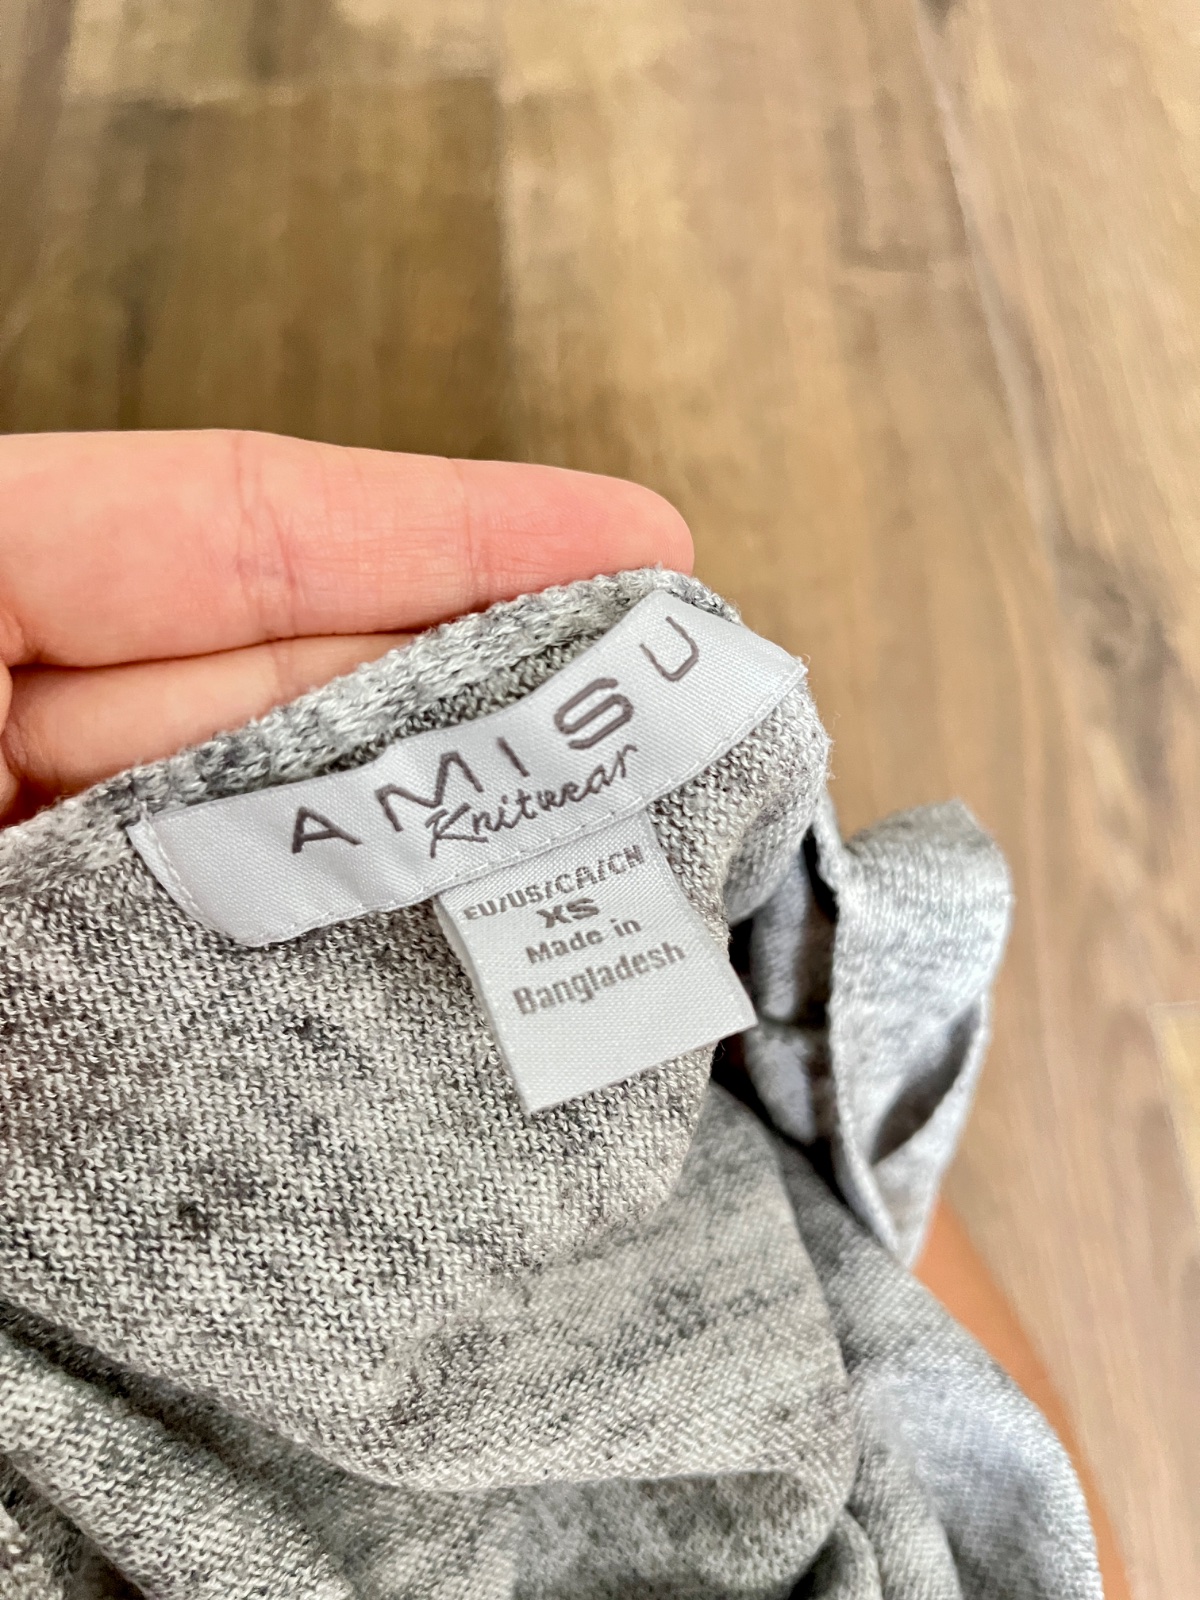 AMISU
Knitwear
EU/US/CA/CN
XS
Made in
Bangladesh